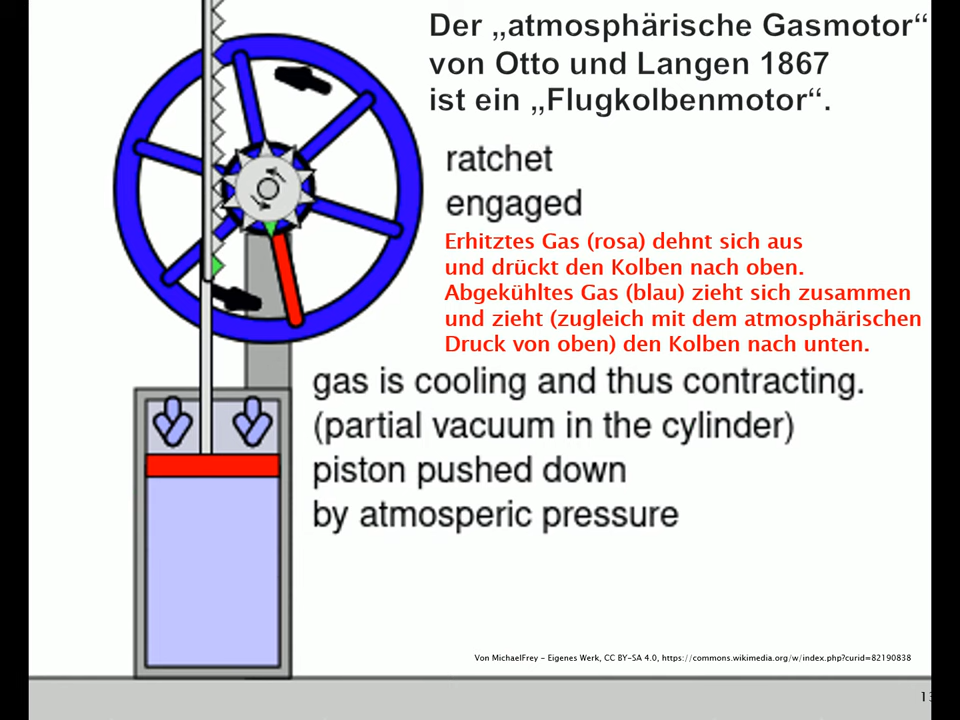 Der „atmosphärische Gasmotor“
von Otto und Langen 1867
ist ein „Flugkolbenmotor“.
ratchet
engaged
Erhitztes Gas (rosa) dehnt sich aus
und drückt den Kolben nach oben.
Abgekühltes Gas (blau) zieht sich zusammen
und zieht (zugleich mit dem atmosphärischen
Druck von oben) den Kolben nach unten.
gas is cooling and thus contracting.
(partial vacuum in the cylinder)
piston pushed down
by atmosperic pressure
Von MichaelFrey – Eigenes Werk, CC BY-SA 4.0, https://commons.wikimedia.org/w/index.php?curid=82190838